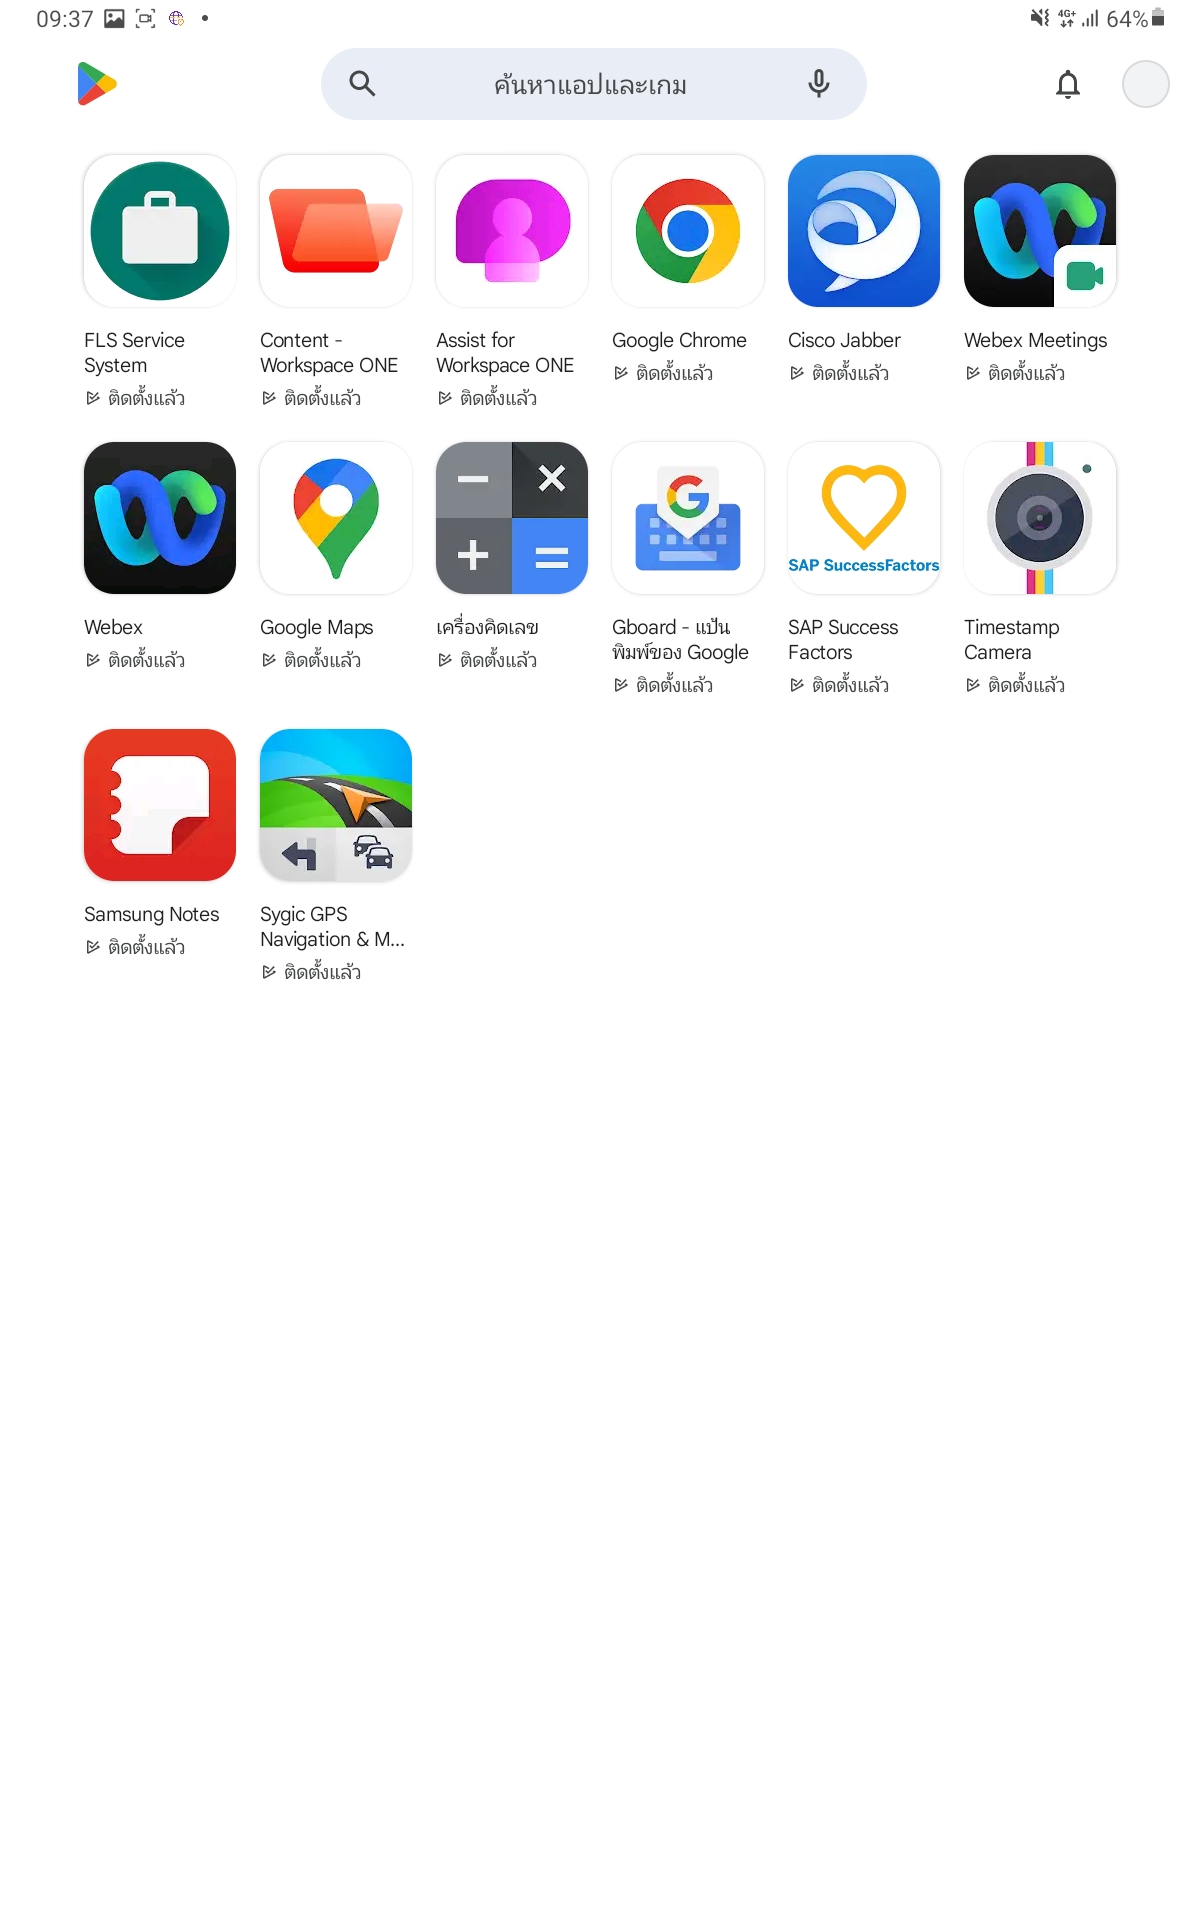 09:37
4G+
64%
ค้นหาแอปและเกม
FLS Service
System
ติดตั้งแล้ว
Content -
Workspace ONE
ติดตั้งแล้ว
Assist for
Workspace ONE
ติดตั้งแล้ว
Google Chrome
ติดตั้งแล้ว
Cisco Jabber
ติดตั้งแล้ว
Webex Meetings
ติดตั้งแล้ว
Webex
ติดตั้งแล้ว
Google Maps
ติดตั้งแล้ว
เครื่องคิดเลข
ติดตั้งแล้ว
Gboard - แป้น
พิมพ์ของ Google
ติดตั้งแล้ว
SAP SuccessFactors
SAP Success
Factors
ติดตั้งแล้ว
Timestamp
Camera
ติดตั้งแล้ว
Samsung Notes
ติดตั้งแล้ว
Sygic GPS
Navigation & M...
ติดตั้งแล้ว